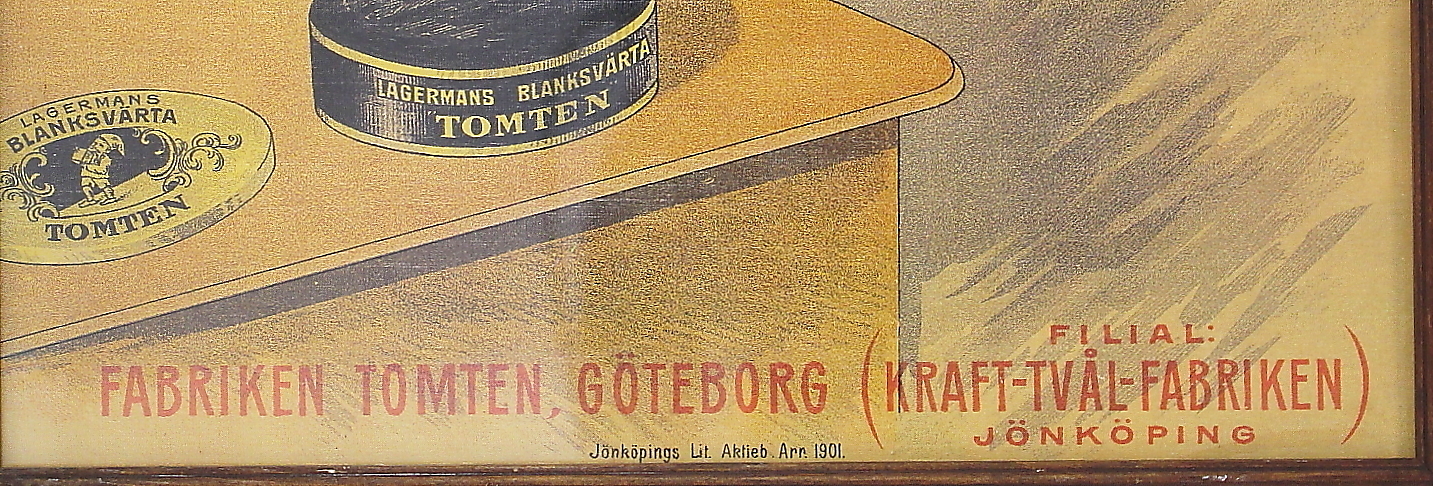 LAGERMANS BLANKSVÄRTA
TOMTEN
LAGERMANS
BLANKSVÄRTA
TOMTEN
FILIAL:
FABRIKEN TOMTEN, GÖTEBORG (KRAFT-TVÅL-FABRIKEN)
JÖNKÖPING
Jönköpings Lit. Aktieb. Arr. 1901.